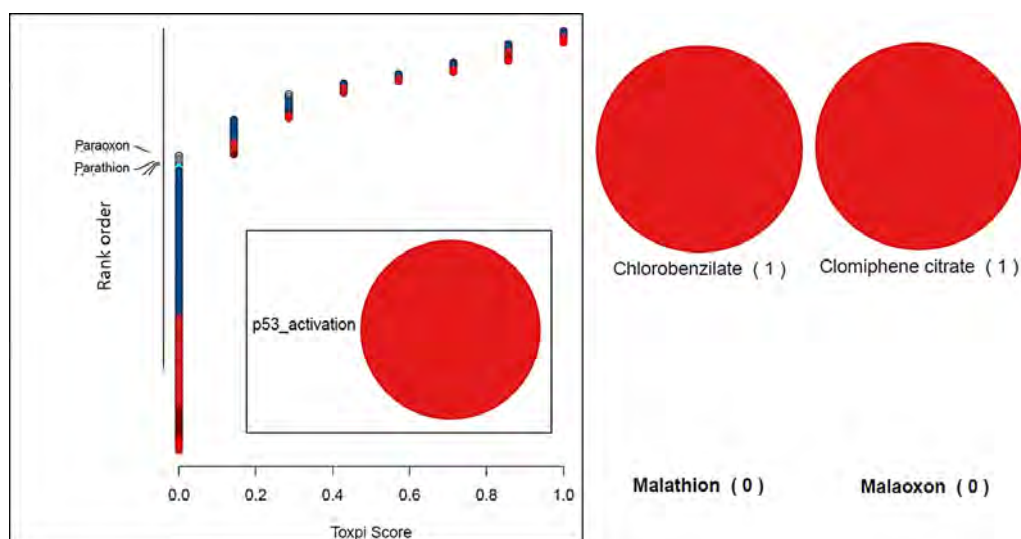 Paraoxon
Parathion
Rank order
p53_activation
0.0 0.2 0.4 0.6 0.8 1.0
Toxpi Score
Chlorobenzilate ( 1 ) Clomiphene citrate ( 1 )
Malathion ( 0 ) Malaoxon ( 0 )